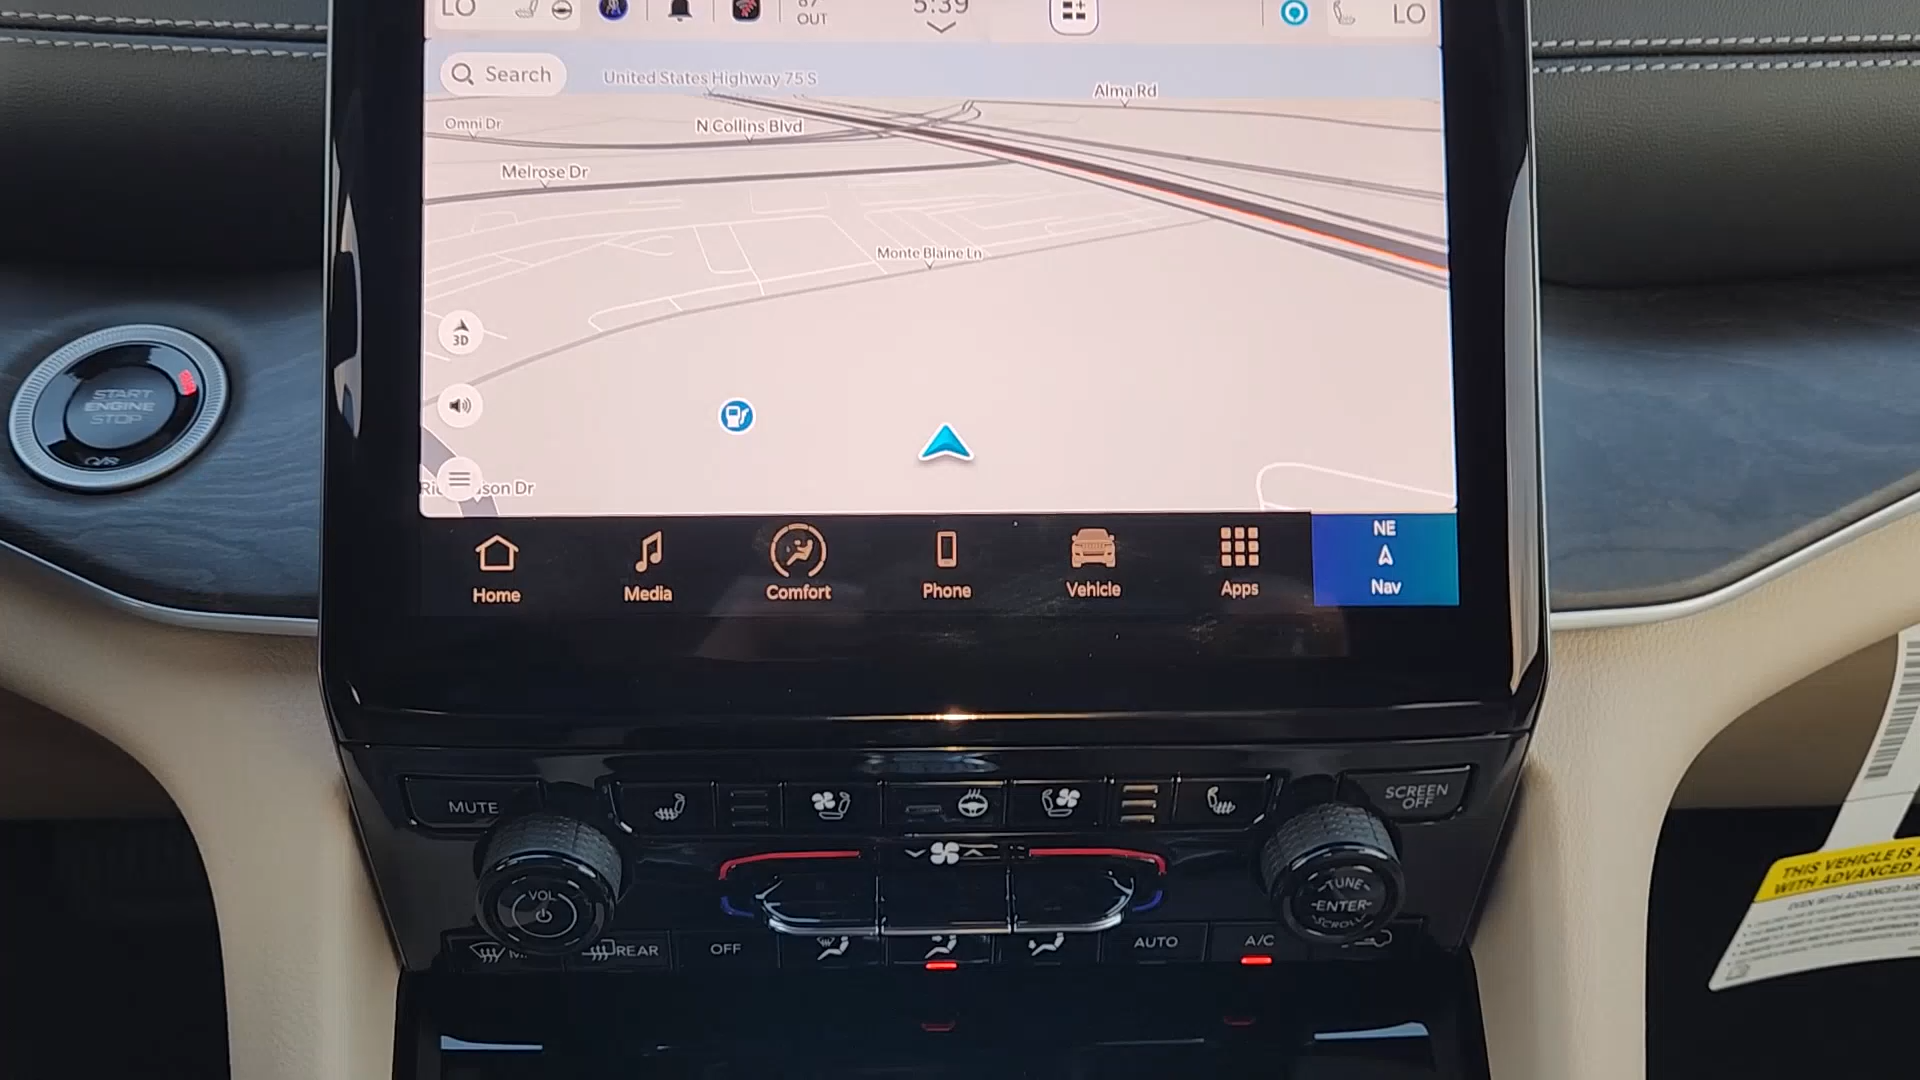 LO
OUT
5:39
LO
Search
United States Highway 75 S
Alma Rd
Omni Dr
N Collins Blvd
Melrose Dr
Monte Blaine Ln
3D
son Dr
START
ENGINE
STOP
Home
Media
Comfort
Phone
Vehicle
Apps
NE
Nav
MUTE
SCREEN
OFF
VOL
TUNE
ENTER
SCROLL
REAR
OFF
AUTO
A/C
THIS VEHICLE IS
WITH ADVANCED